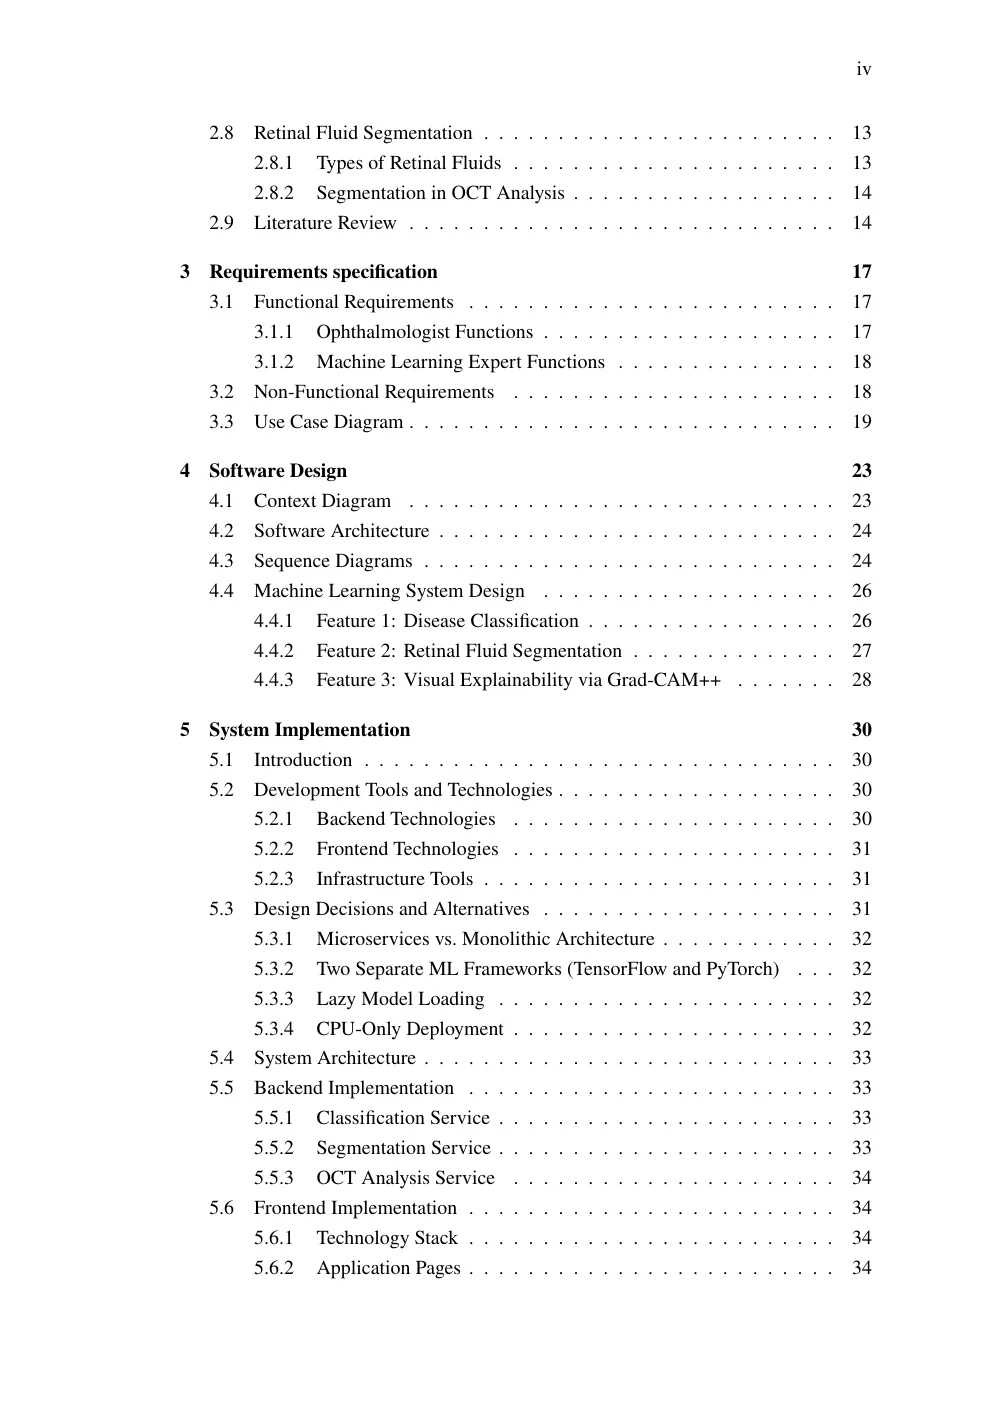 iv
2.8 Retinal Fluid Segmentation . . . . . . . . . . . . . . . . . . . . . . . . 13
2.8.1 Types of Retinal Fluids . . . . . . . . . . . . . . . . . . . . . . 13
2.8.2 Segmentation in OCT Analysis . . . . . . . . . . . . . . . . . . 14
2.9 Literature Review . . . . . . . . . . . . . . . . . . . . . . . . . . . . . 14
3 Requirements specification 17
3.1 Functional Requirements . . . . . . . . . . . . . . . . . . . . . . . . . 17
3.1.1 Ophthalmologist Functions . . . . . . . . . . . . . . . . . . . . 17
3.1.2 Machine Learning Expert Functions . . . . . . . . . . . . . . . 18
3.2 Non-Functional Requirements . . . . . . . . . . . . . . . . . . . . . . 18
3.3 Use Case Diagram . . . . . . . . . . . . . . . . . . . . . . . . . . . . . 19
4 Software Design 23
4.1 Context Diagram . . . . . . . . . . . . . . . . . . . . . . . . . . . . . 23
4.2 Software Architecture . . . . . . . . . . . . . . . . . . . . . . . . . . . 24
4.3 Sequence Diagrams . . . . . . . . . . . . . . . . . . . . . . . . . . . . 24
4.4 Machine Learning System Design . . . . . . . . . . . . . . . . . . . . 26
4.4.1 Feature 1: Disease Classification . . . . . . . . . . . . . . . . . 26
4.4.2 Feature 2: Retinal Fluid Segmentation . . . . . . . . . . . . . . 27
4.4.3 Feature 3: Visual Explainability via Grad-CAM++ . . . . . . . 28
5 System Implementation 30
5.1 Introduction . . . . . . . . . . . . . . . . . . . . . . . . . . . . . . . . 30
5.2 Development Tools and Technologies . . . . . . . . . . . . . . . . . . . 30
5.2.1 Backend Technologies . . . . . . . . . . . . . . . . . . . . . . 30
5.2.2 Frontend Technologies . . . . . . . . . . . . . . . . . . . . . . 31
5.2.3 Infrastructure Tools . . . . . . . . . . . . . . . . . . . . . . . . 31
5.3 Design Decisions and Alternatives . . . . . . . . . . . . . . . . . . . . 31
5.3.1 Microservices vs. Monolithic Architecture . . . . . . . . . . . . 32
5.3.2 Two Separate ML Frameworks (TensorFlow and PyTorch) . . . 32
5.3.3 Lazy Model Loading . . . . . . . . . . . . . . . . . . . . . . . 32
5.3.4 CPU-Only Deployment . . . . . . . . . . . . . . . . . . . . . . 32
5.4 System Architecture . . . . . . . . . . . . . . . . . . . . . . . . . . . . 33
5.5 Backend Implementation . . . . . . . . . . . . . . . . . . . . . . . . . 33
5.5.1 Classification Service . . . . . . . . . . . . . . . . . . . . . . . 33
5.5.2 Segmentation Service . . . . . . . . . . . . . . . . . . . . . . . 33
5.5.3 OCT Analysis Service . . . . . . . . . . . . . . . . . . . . . . 34
5.6 Frontend Implementation . . . . . . . . . . . . . . . . . . . . . . . . . 34
5.6.1 Technology Stack . . . . . . . . . . . . . . . . . . . . . . . . . 34
5.6.2 Application Pages . . . . . . . . . . . . . . . . . . . . . . . . . 34